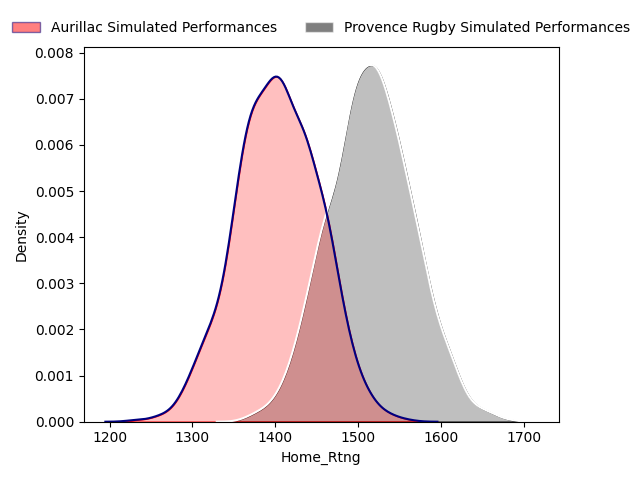 Aurillac Simulated Performances Provence Rugby Simulated Performances
0.008
0.007
0.006
0.005
0.004
0.003
0.002
0.001
0.000
Density
1200 1300 1400 1500 1600 1700
Home_Rtng